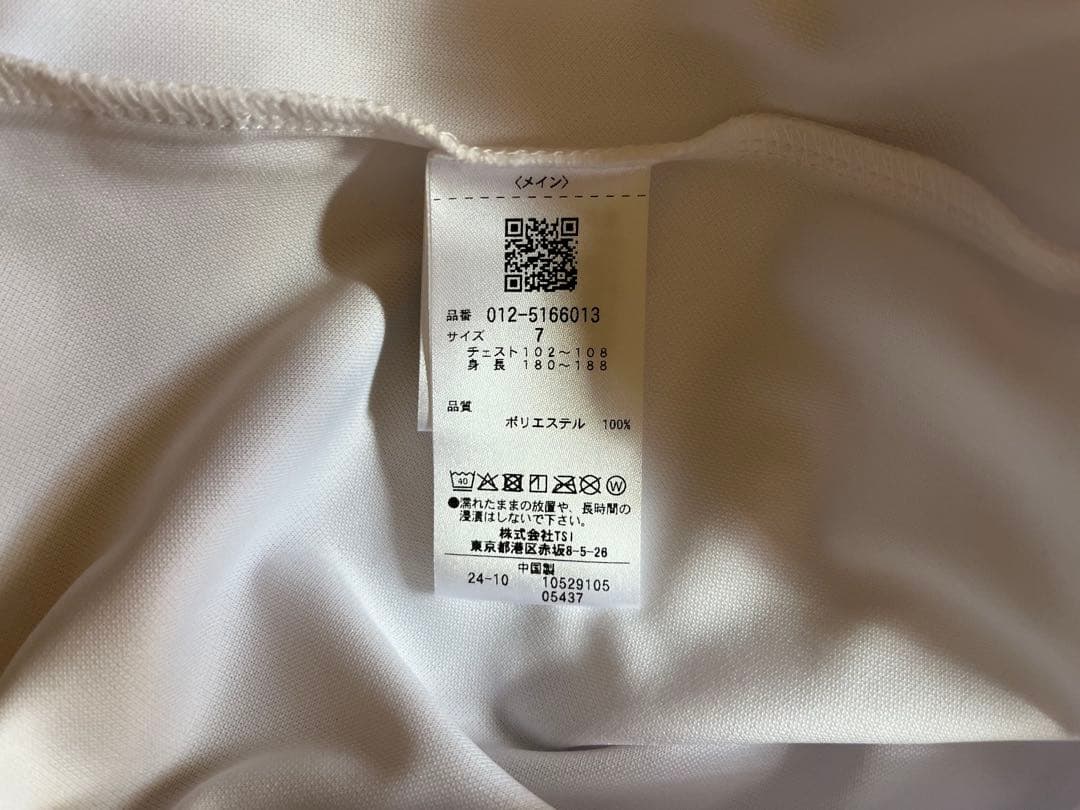 〈メイン〉
品番 012-5166013
サイズ 7
チェスト102～108
身長 180～188
品質
ポリエステル 100%
40 W
●濡れたままの放置や、長時間の
浸漬はしないで下さい。
株式会社TSI
東京都港区赤坂8-5-26
中国製
24-10 10529105
05437